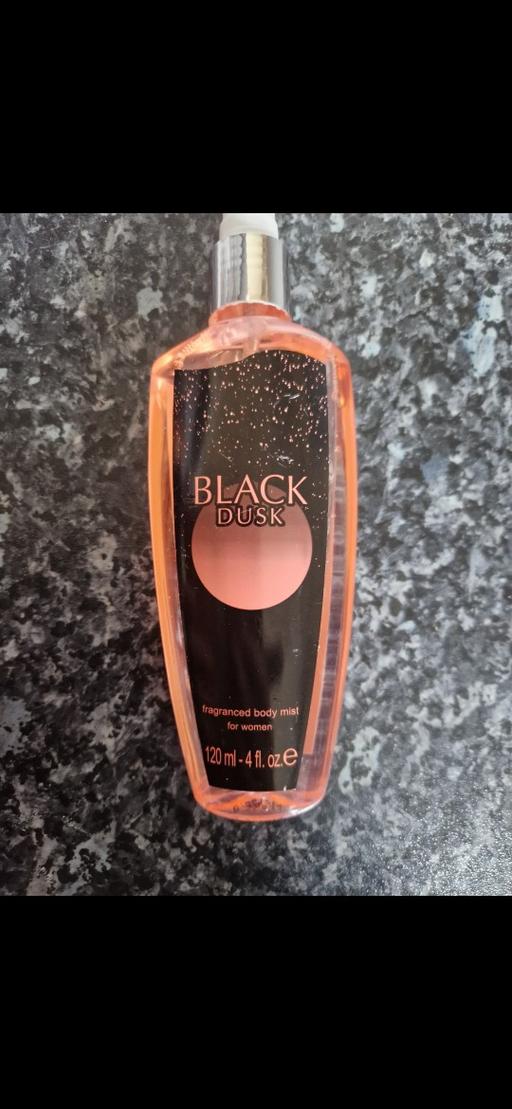 BLACK
DUSK
fragranced body mist
for women
120 ml - 4 fl. oz. e